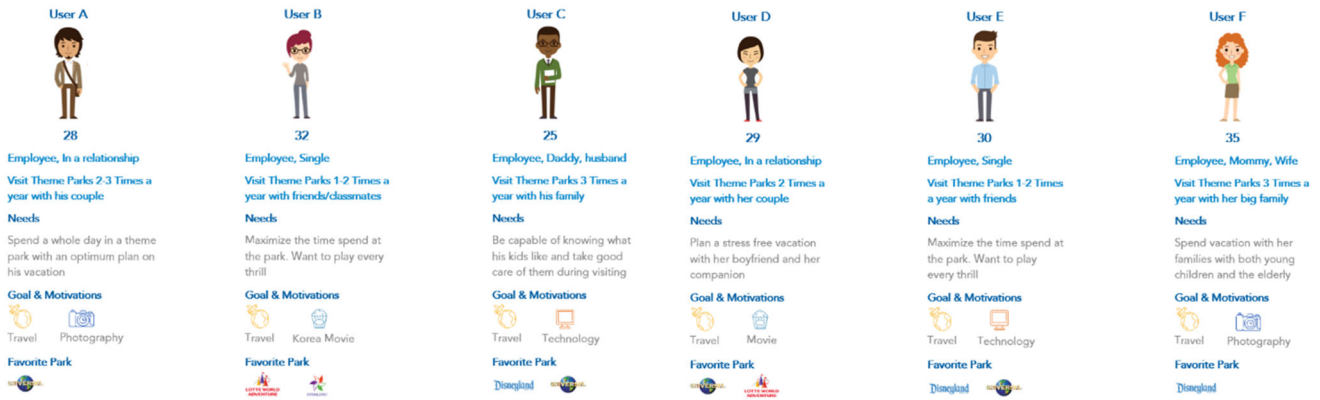 User A
28
Employee, In a relationship
Visit Theme Parks 2-3 Times a
year with his couple
Needs
Spend a whole day in a theme
park with an optimum plan on
his vacation
Goal & Motivations
Travel Photography
Favorite Park
UNIVERSAL
User B
32
Employee, Single
Visit Theme Parks 1-2 Times a
year with friends/classmates
Needs
Maximize the time spend at
the park. Want to play every
thrill
Goal & Motivations
Travel Korea Movie
Favorite Park
LOTTE WORLD
ADVENTURE
User C
25
Employee, Daddy, husband
Visit Theme Parks 3 Times a
year with his family
Needs
Be capable of knowing what
his kids like and take good
care of them during visiting
Goal & Motivations
Travel Technology
Favorite Park
Disneyland UNIVERSAL
User D
29
Employee, In a relationship
Visit Theme Parks 2 Times a
year with her couple
Needs
Plan a stress free vacation
with her boyfriend and her
companion
Goal & Motivations
Travel Movie
Favorite Park
UNIVERSAL LOTTE WORLD
ADVENTURE
User E
30
Employee, Single
Visit Theme Parks 1-2 Times
a year with friends
Needs
Maximize the time spend at
the park. Want to play
every thrill
Goal & Motivations
Travel Technology
Favorite Park
Disneyland UNIVERSAL
User F
35
Employee, Mommy, Wife
Visit Theme Parks 3 Times a
year with her big family
Needs
Spend vacation with her
families with both young
children and the elderly
Goal & Motivations
Travel Photography
Favorite Park
Disneyland